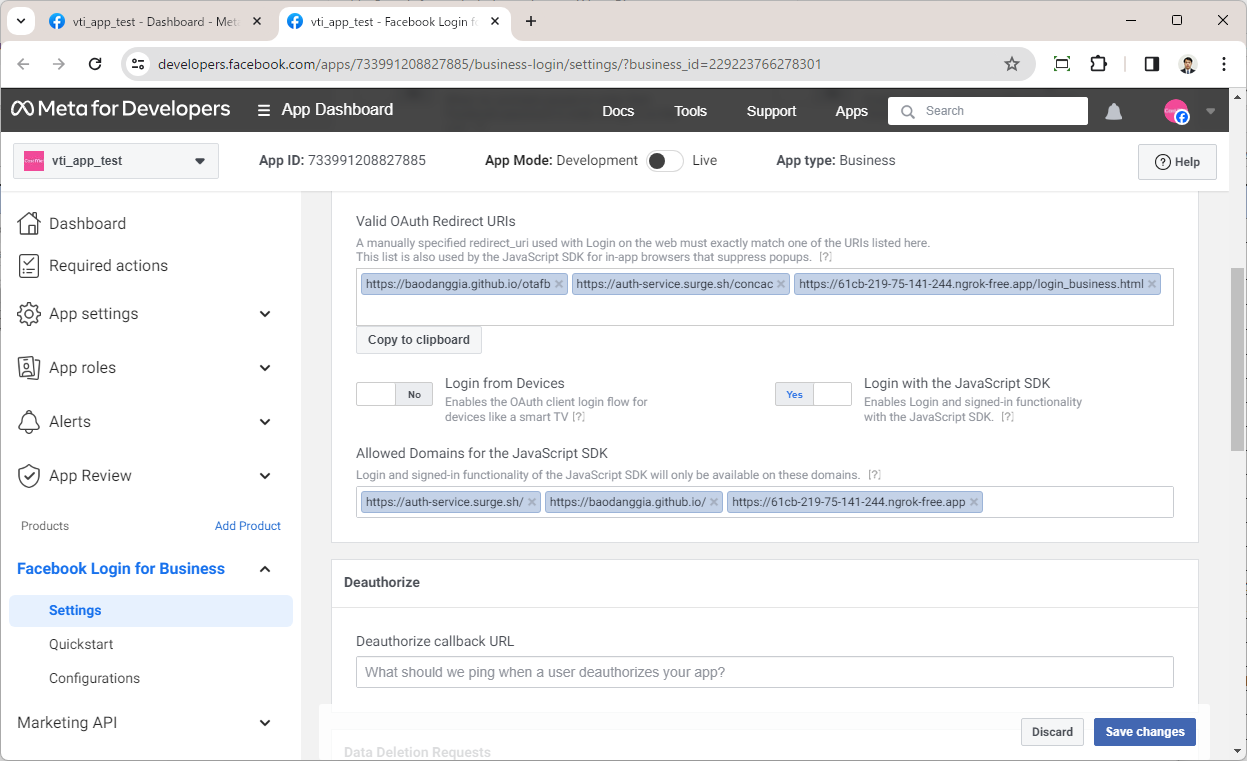 vti_app_test - Dashboard - Meta
vti_app_test - Facebook Login fo
developers.facebook.com/apps/733991208827885/business-login/settings/?business_id=229223766278301
Meta for Developers
App Dashboard
Docs
Tools
Support
Apps
Search
vti_app_test
App ID: 733991208827885
App Mode: Development
Live
App type: Business
Help
Dashboard
Required actions
App settings
App roles
Alerts
App Review
Products
Add Product
Facebook Login for Business
Settings
Quickstart
Configurations
Marketing API
Valid OAuth Redirect URIs
A manually specified redirect_uri used with Login on the web must exactly match one of the URIs listed here.
This list is also used by the JavaScript SDK for in-app browsers that suppress popups. [?]
https://baodanggia.github.io/otafb
https://auth-service.surge.sh/concac
https://61cb-219-75-141-244.ngrok-free.app/login_business.html
Copy to clipboard
No
Login from Devices
Enables the OAuth client login flow for
devices like a smart TV [?]
Yes
Login with the JavaScript SDK
Enables Login and signed-in functionality
with the JavaScript SDK. [?]
Allowed Domains for the JavaScript SDK
Login and signed-in functionality of the JavaScript SDK will only be available on these domains. [?]
https://auth-service.surge.sh/
https://baodanggia.github.io/
https://61cb-219-75-141-244.ngrok-free.app
Deauthorize
Deauthorize callback URL
What should we ping when a user deauthorizes your app?
Discard
Save changes
Data Deletion Requests